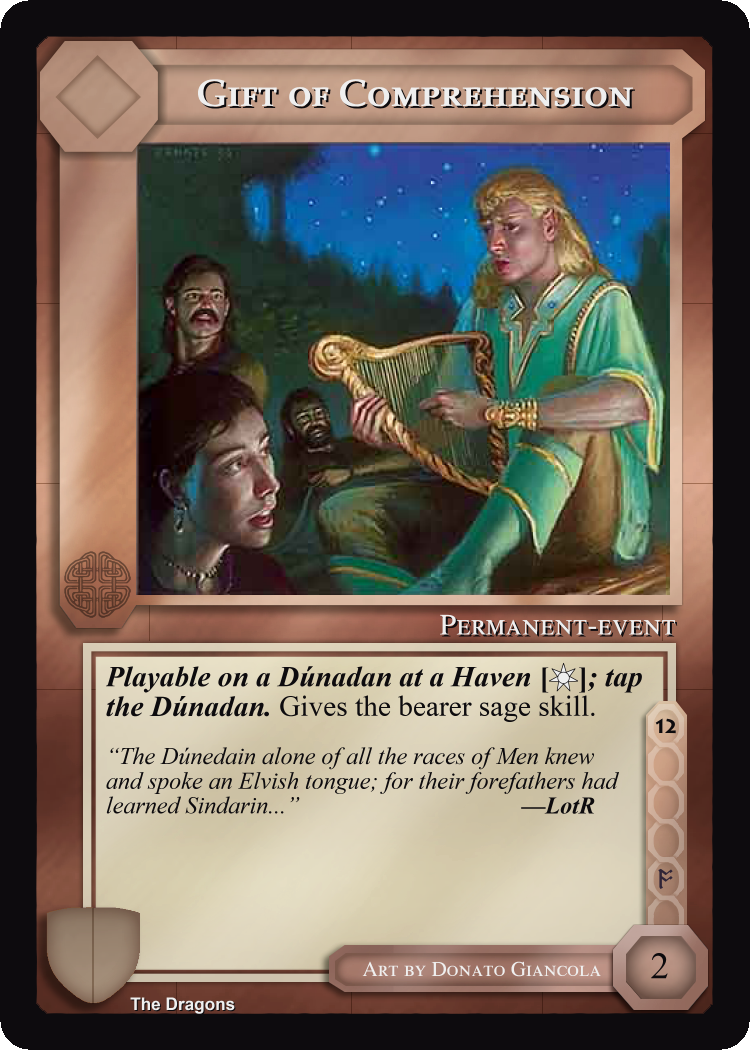 Gift of Comprehension
DONATO 95
Permanent-event
Playable on a Dúnadan at a Haven [ ]; tap
the Dúnadan. Gives the bearer sage skill.
“The Dúnedain alone of all the races of Men knew
and spoke an Elvish tongue; for their forefathers had
learned Sindarin...” —LotR
12
ᚩ
Art by Donato Giancola
2
The Dragons